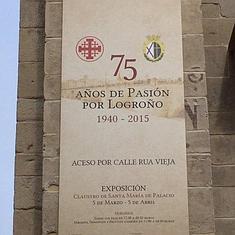 75
AÑOS DE PASIÓN
POR LOGROÑO
1940 - 2015
ACESO POR CALLE RUA VIEJA
EXPOSICIÓN
CLAUSTRO DE SANTA MARÍA DE PALACIO
5 DE MARZO - 5 DE ABRIL